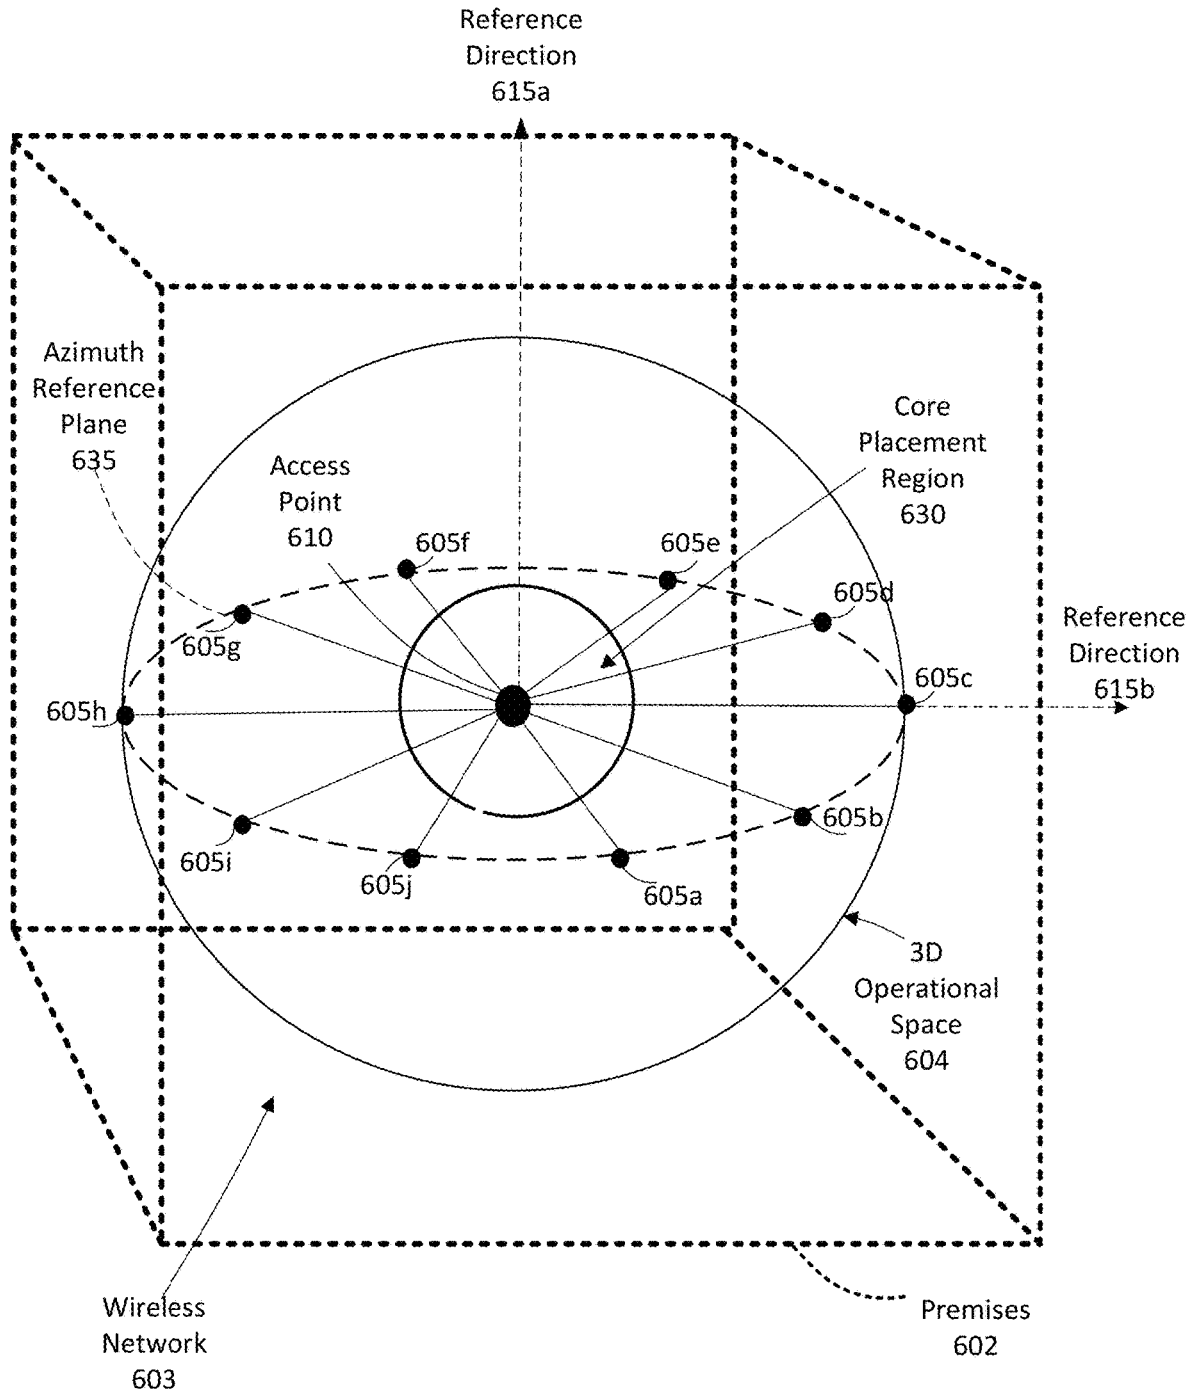 Reference
Direction
615a
Azimuth
Reference
Plane
635
Access
Point
610
Core
Placement
Region
630
605f
605e
605d
605g
Reference
Direction
615b
605c
605h
605b
605i
605j
605a
3D
Operational
Space
604
Wireless
Network
603
Premises
602